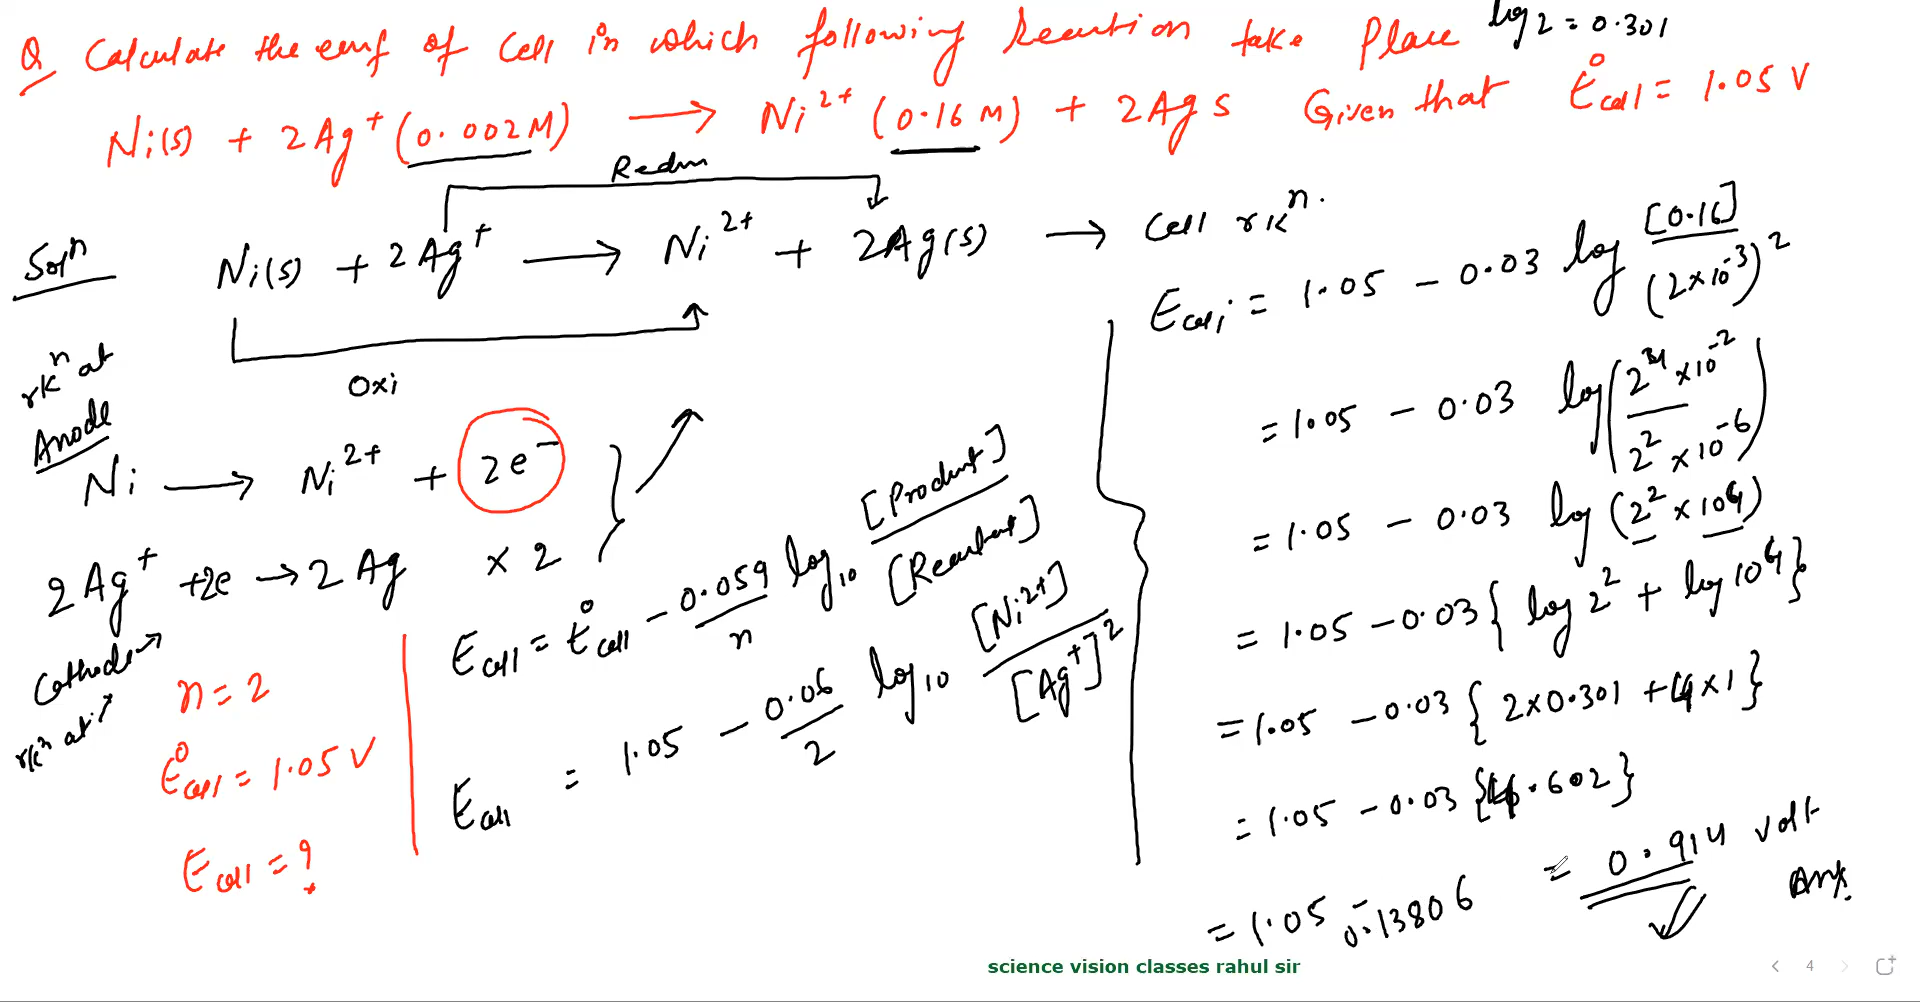 Q Calculate the emf of Cell in which following reaction take Place log 2 = 0.301
Ni(s) + 2Ag⁺ (0.002M) ⟶ Ni²⁺ (0.16 M) + 2Ag s Given that E°cell = 1.05 V
Redun
Solⁿ Ni(s) + 2Ag⁺ ⟶ Ni²⁺ + 2Ag(s) ⟶ Cell rxⁿ.
Oxi
rxⁿ at
Anode
Ni ⟶ Ni²⁺ + 2e⁻
2Ag⁺ +2e → 2Ag × 2
Cathode →
rxⁿ at
n = 2
E°cell = 1.05 V
Ecell = ?
Ecell = E°cell − 0.059/n log₁₀ [Product]/[Reactant]
Ecell = 1.05 − 0.06/2 log₁₀ [Ni²⁺]/[Ag⁺]²
Ecell = 1.05 − 0.03 log [0.16]/(2×10⁻³)²
= 1.05 − 0.03 log (2⁴ ×10⁻²/2² × 10⁻⁶)
= 1.05 − 0.03 log (2² × 10⁴)
= 1.05 − 0.03 { log 2² + log 10⁴}
= 1.05 − 0.03 { 2×0.301 + 4×1}
= 1.05 − 0.03 {4.602}
= 1.05 − 0.13806 = 0.914 volt
Ans.
science vision classes rahul sir
4